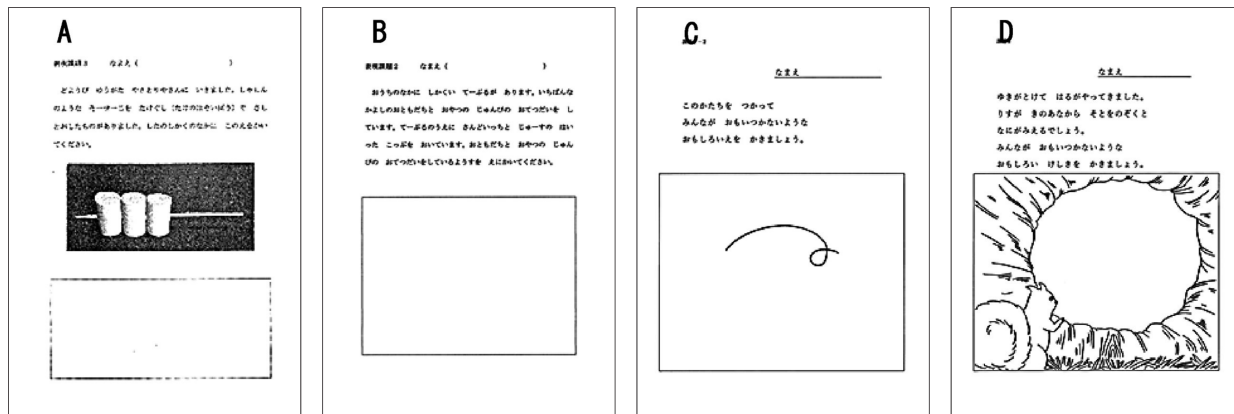 A
表現課題3 なまえ( )
どようび ゆうがた やきとりやさんに いきました。しゃしん
のような そーせーじを たけぐし(たけのほそいぼう)で さし
とおしたものがありました。したのしかくのなかに このえをかい
てください。
B
表現課題2 なまえ( )
おうちのなかに しかくい てーぶるが あります。いちばんな
かよしのおともだちと おやつの じゅんびの おてつだいを し
ています。てーぶるのうえに さんどいっちと じゅーすの はい
った こっぷを おいています。おともだちと おやつの じゅん
びの おてつだいをしているようすを えにかいてください。
C
なまえ
このかたちを つかって
みんなが おもいつかないような
おもしろいえを かきましょう。
D
なまえ
ゆきがとけて はるがやってきました。
りすが きのあなから そとをのぞくと
なにがみえるでしょう。
みんなが おもいつかないような
おもしろい けしきを かきましょう。